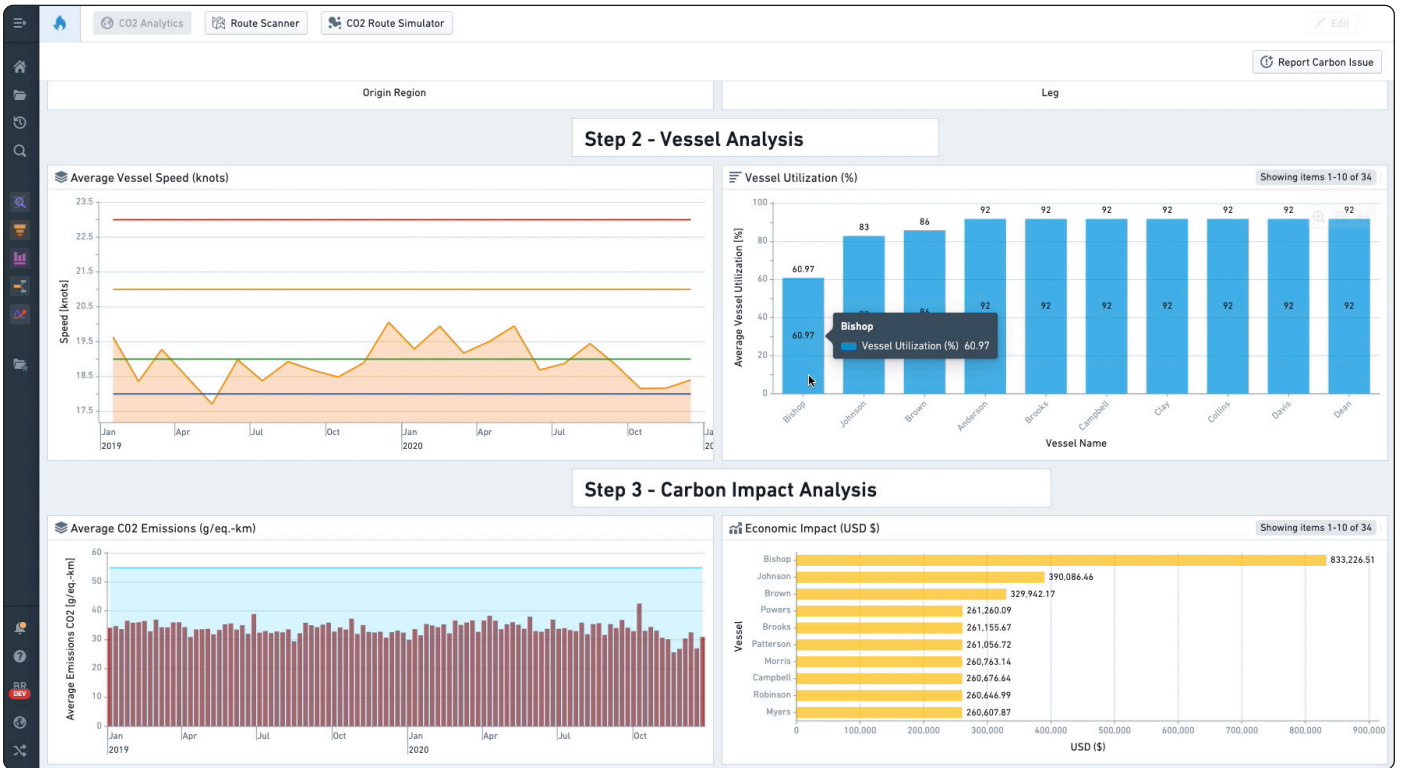 CO2 Analytics
Route Scanner
CO2 Route Simulator
Edit
Report Carbon Issue
Origin Region
Leg
Step 2 - Vessel Analysis
Average Vessel Speed (knots)
23.5
22.5
21.5
20.5
19.5
18.5
17.5
Speed [knots]
Jan
2019
Apr
Jul
Oct
Jan
2020
Apr
Jul
Oct
Ja
20
Vessel Utilization (%)
Showing items 1-10 of 34
100
80
60
40
20
0
Average Vessel Utilization [%]
60.97
83
86
92
92
92
92
92
92
92
60.97
86
92
92
92
92
92
92
92
Bishop
Vessel Utilization (%) 60.97
Bishop
Johnson
Brown
Anderson
Brooks
Campbell
Clay
Collins
Davis
Dean
Vessel Name
Step 3 - Carbon Impact Analysis
Average CO2 Emissions (g/eq.-km)
60
50
40
30
20
10
0
Average Emissions CO2 [g/eq.-km]
Jan
2019
Apr
Jul
Oct
Jan
2020
Apr
Jul
Oct
Economic Impact (USD $)
Showing items 1-10 of 34
Vessel
Bishop 833,226.51
Johnson 390,086.46
Brown 329,942.17
Powers 261,260.09
Brooks 261,155.67
Patterson 261,056.72
Morris 260,763.14
Campbell 260,676.64
Robinson 260,646.99
Myers 260,607.87
0 100,000 200,000 300,000 400,000 500,000 600,000 700,000 800,000 900,000
USD ($)
BR
DEV